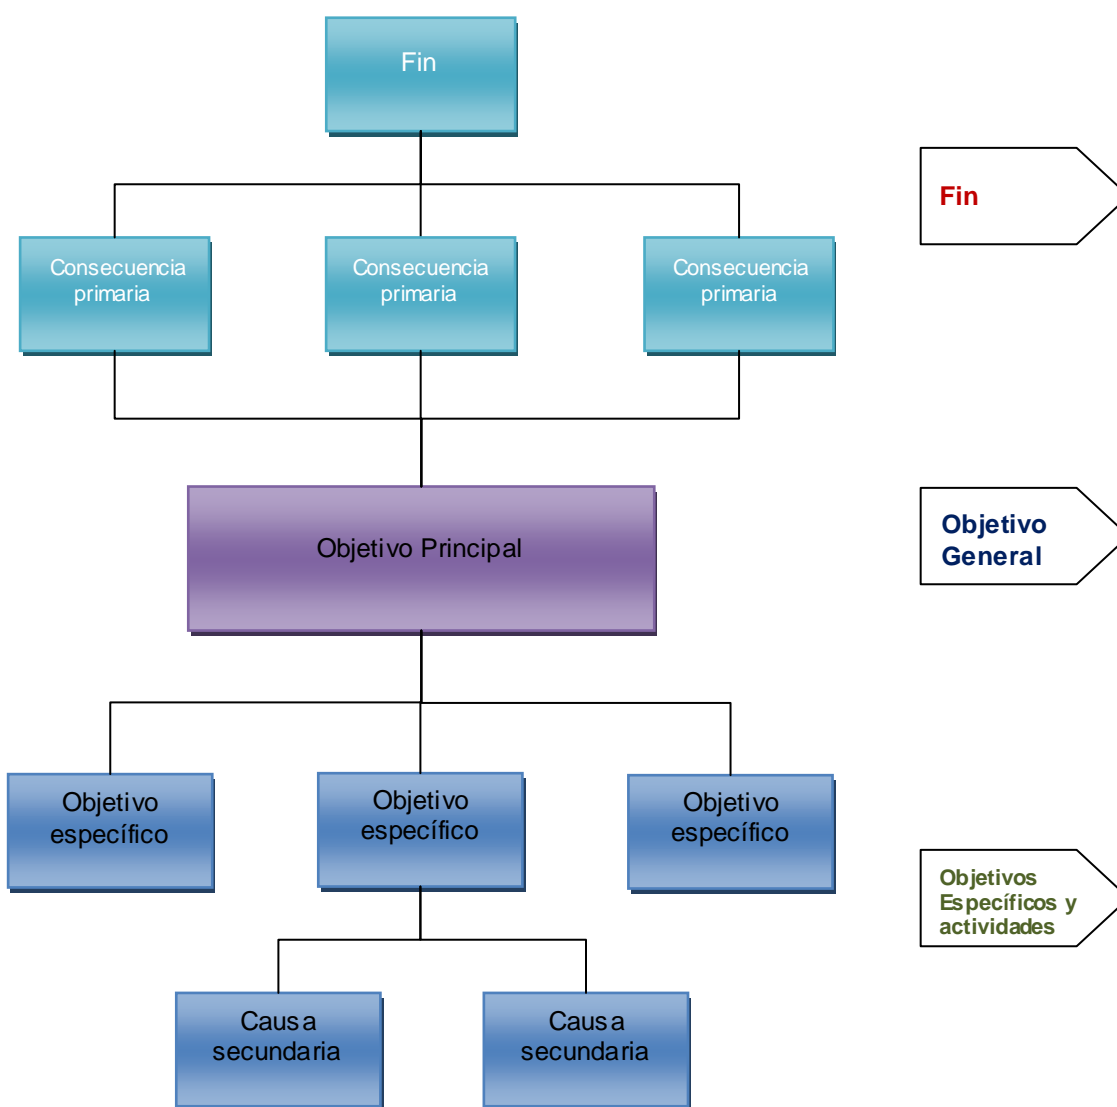 Fin
Fin
Consecuencia
primaria
Consecuencia
primaria
Consecuencia
primaria
Objetivo Principal
Objetivo
General
Objetivo
específico
Objetivo
específico
Objetivo
específico
Objetivos
Específicos y
actividades
Causa
secundaria
Causa
secundaria